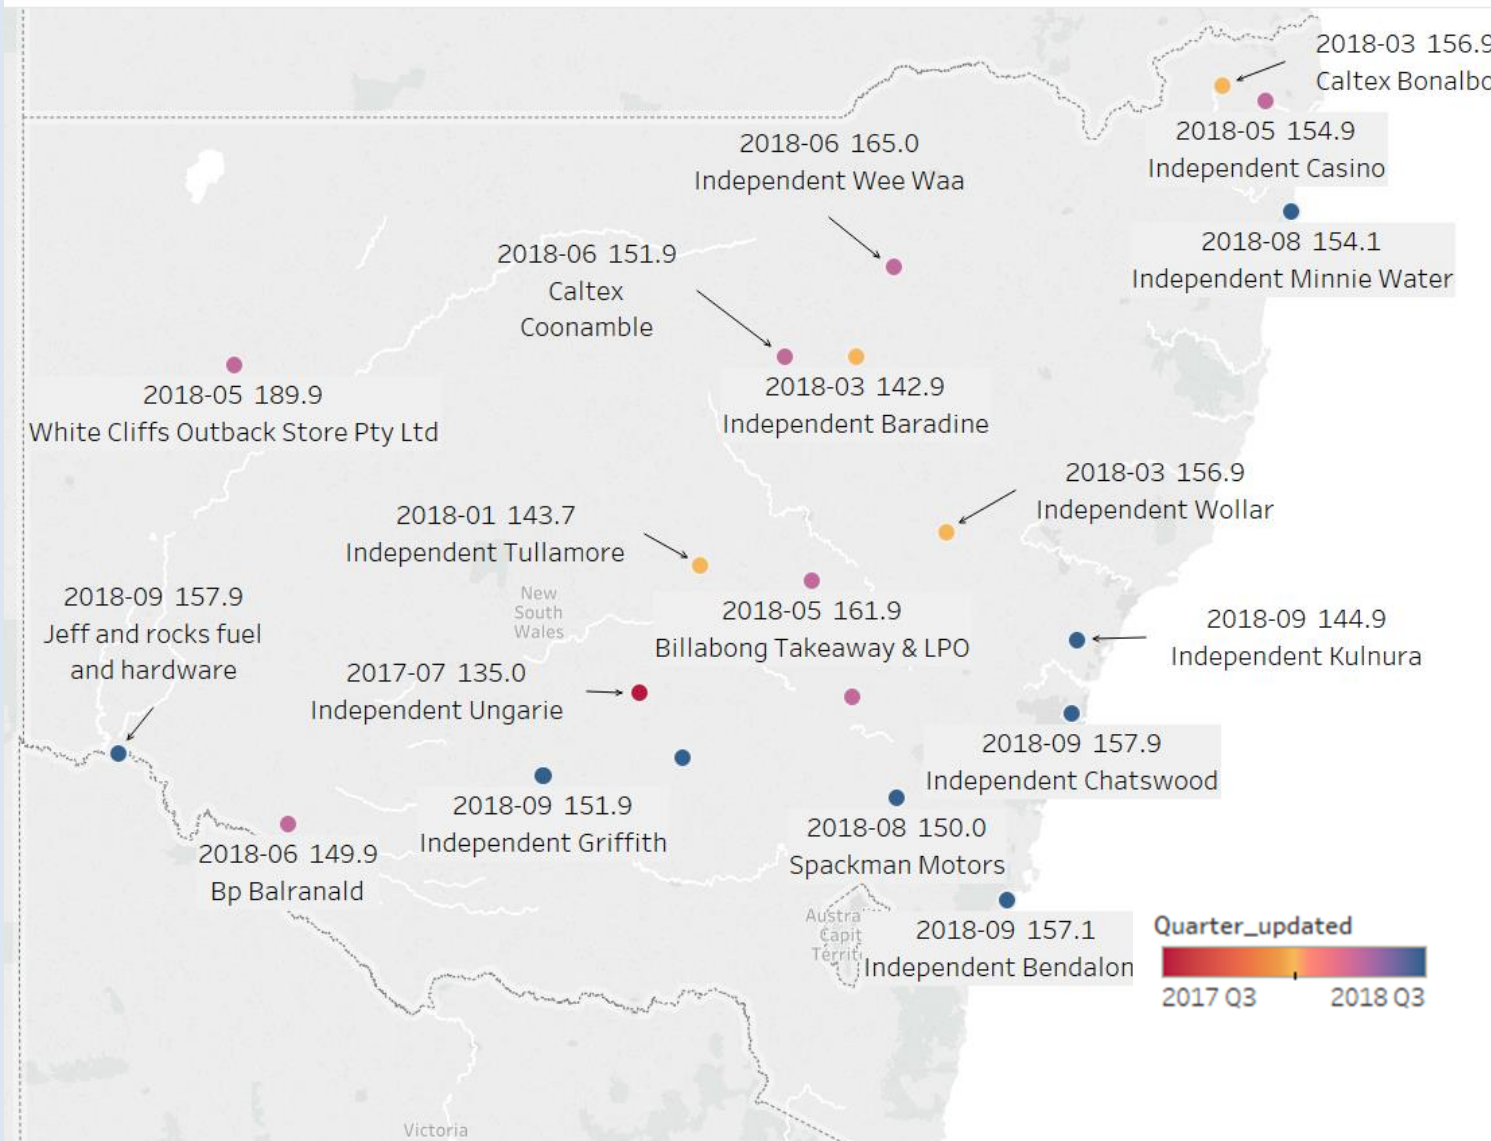 2018-03 156.9
Caltex Bonalbo
2018-05 154.9
Independent Casino
2018-06 165.0
Independent Wee Waa
2018-08 154.1
Independent Minnie Water
2018-06 151.9
Caltex
Coonamble
2018-03 142.9
Independent Baradine
2018-05 189.9
White Cliffs Outback Store Pty Ltd
2018-03 156.9
Independent Wollar
2018-01 143.7
Independent Tullamore
New
South
Wales
2018-09 157.9
Jeff and rocks fuel
and hardware
2018-05 161.9
Billabong Takeaway & LPO
2018-09 144.9
Independent Kulnura
2017-07 135.0
Independent Ungarie
2018-09 157.9
Independent Chatswood
2018-09 151.9
Independent Griffith
2018-08 150.0
Spackman Motors
2018-06 149.9
Bp Balranald
Austra
Capit
Territ
2018-09 157.1
Independent Bendalon
Quarter_updated
2017 Q3 2018 Q3
Victoria